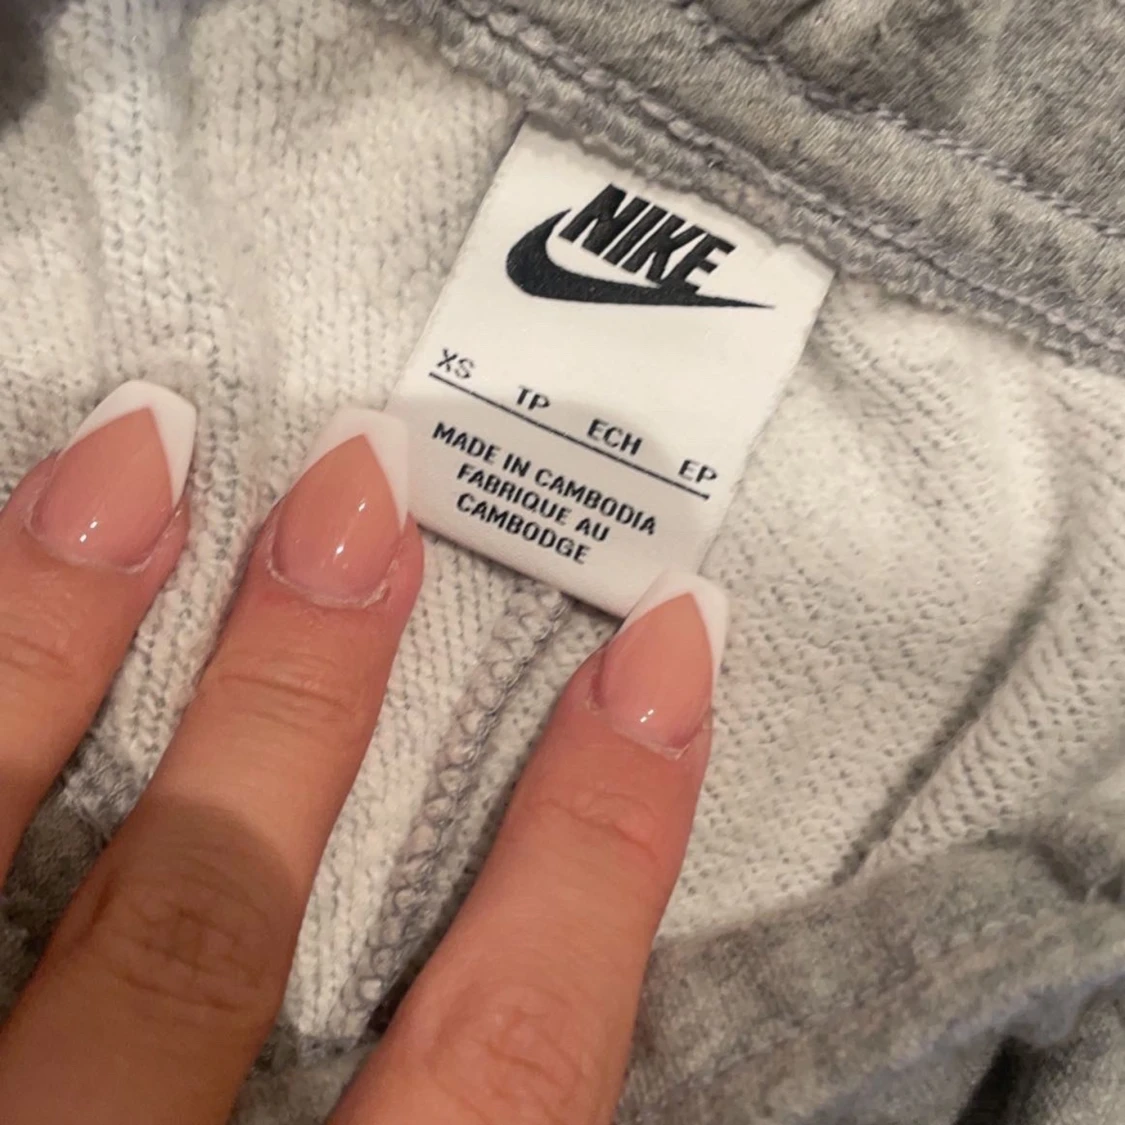 NIKE
XS TP ECH EP
MADE IN CAMBODIA
FABRIQUE AU
CAMBODGE